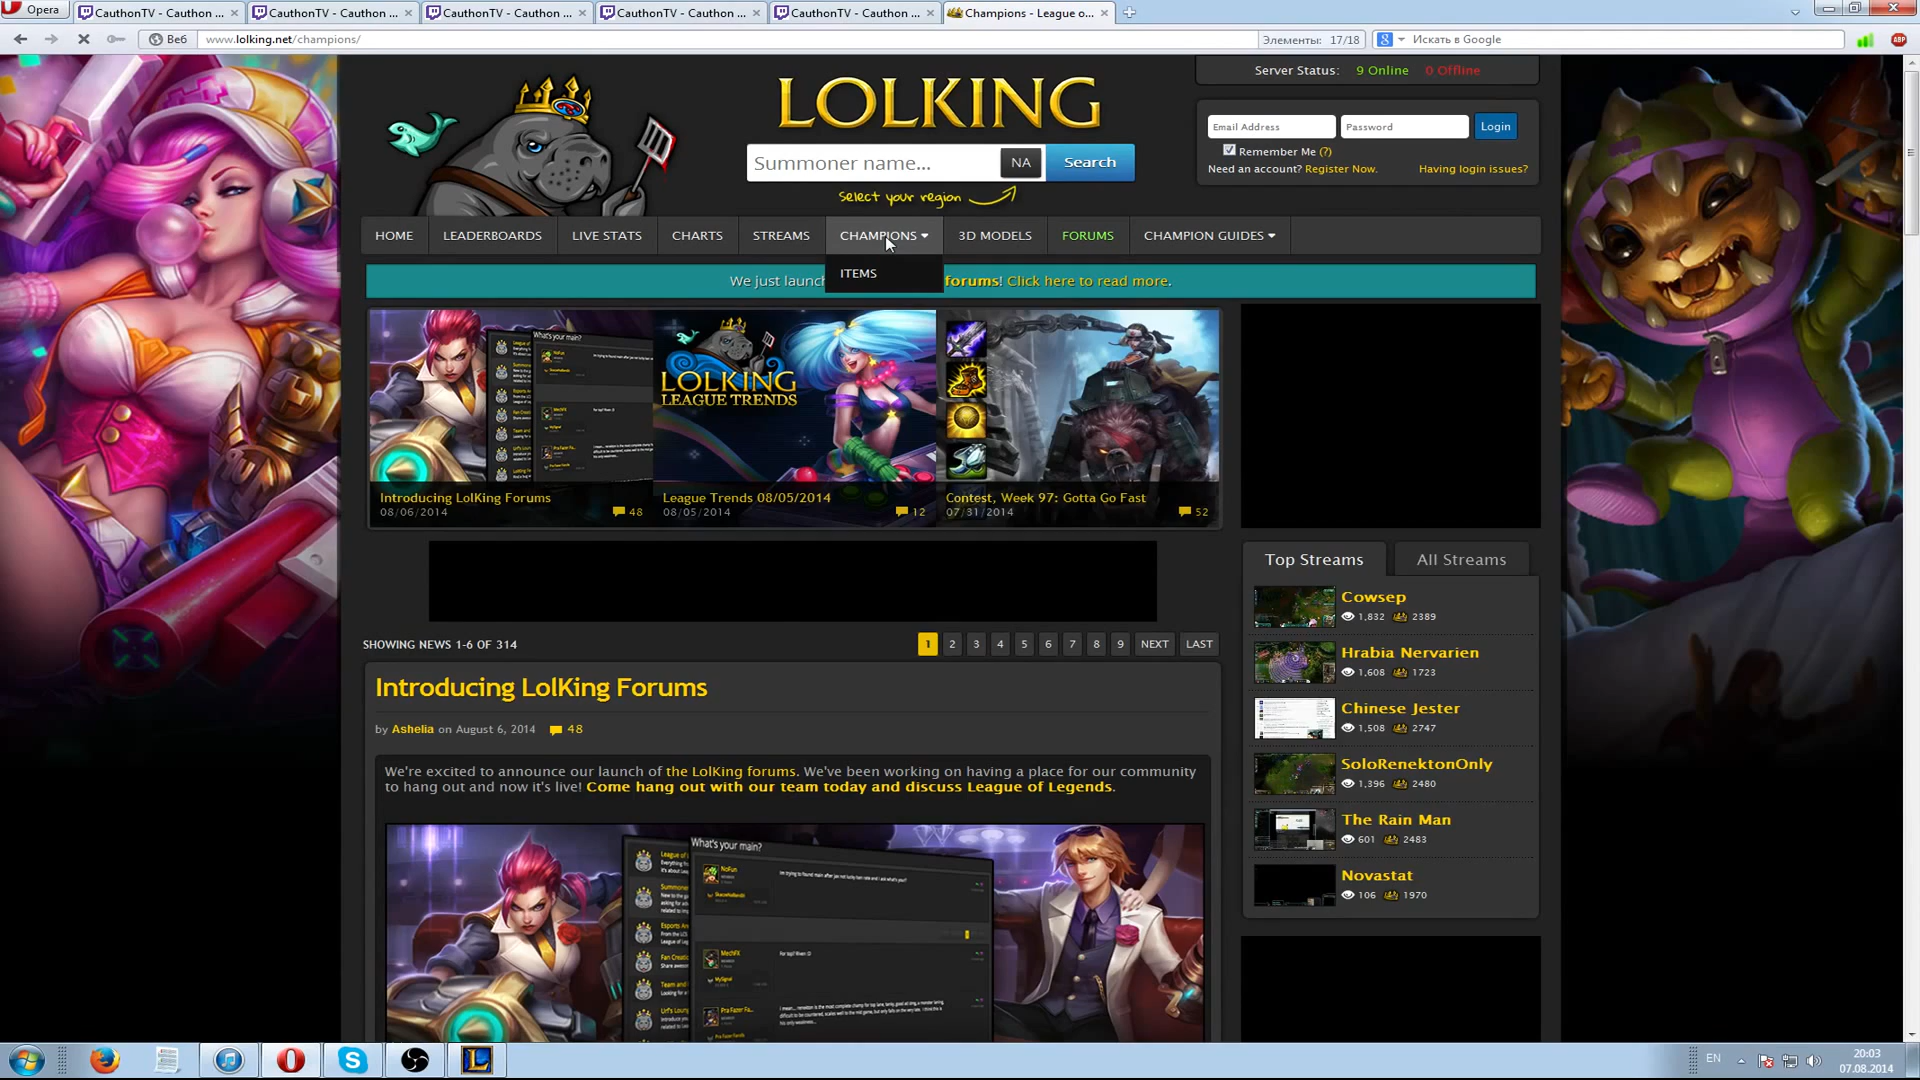 Opera
CauthonTV - Cauthon ...
CauthonTV - Cauthon ...
CauthonTV - Cauthon ...
CauthonTV - Cauthon ...
CauthonTV - Cauthon ...
Champions - League o...
Веб
www.lolking.net/champions/
Элементы: 17/18
Искать в Google
ABP
LOLKING
Server Status: 9 Online 0 Offline
Email Address
Password
Login
Remember Me (?)
Need an account? Register Now.
Having login issues?
Summoner name...
NA
Search
Select your region
HOME
LEADERBOARDS
LIVE STATS
CHARTS
STREAMS
CHAMPIONS
3D MODELS
FORUMS
CHAMPION GUIDES
ITEMS
We just launch
forums! Click here to read more.
What's your main?
LOLKING
LEAGUE TRENDS
Introducing LolKing Forums
08/06/2014
48
League Trends 08/05/2014
08/05/2014
12
Contest, Week 97: Gotta Go Fast
07/31/2014
52
SHOWING NEWS 1-6 OF 314
1 2 3 4 5 6 7 8 9 NEXT LAST
Introducing LolKing Forums
by Ashelia on August 6, 2014 48
We're excited to announce our launch of the LolKing forums. We've been working on having a place for our community
to hang out and now it's live! Come hang out with our team today and discuss League of Legends.
What's your main?
NoFun
MechFX
MySignal
Top Streams
All Streams
Cowsep
1,832 2389
Hrabia Nervarien
1,608 1723
Chinese Jester
1,508 2747
SoloRenektonOnly
1,396 2480
The Rain Man
601 2483
Novastat
106 1970
EN
20:03
07.08.2014